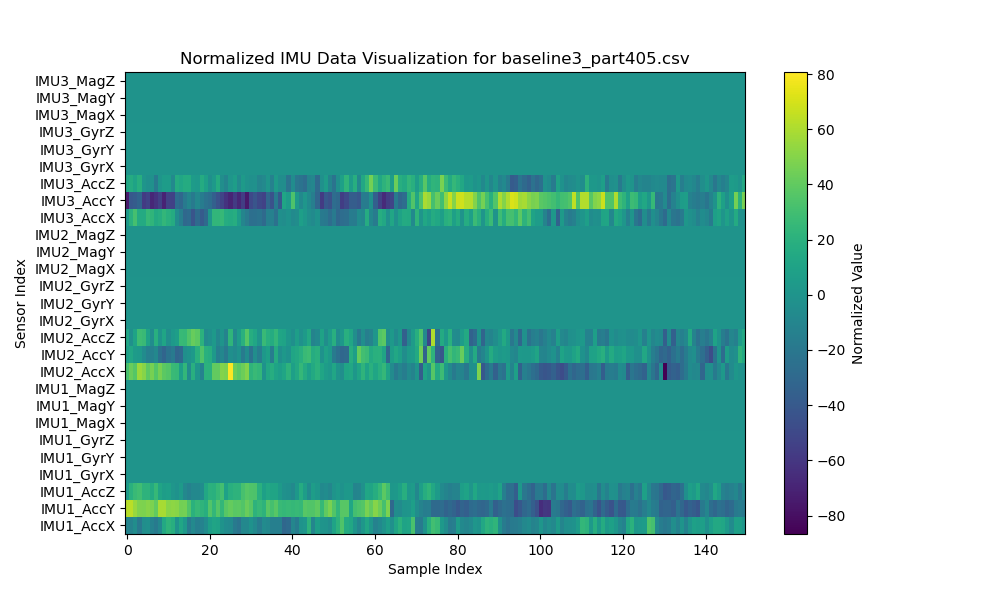 Normalized IMU Data Visualization for baseline3_part405.csv
IMU3_MagZ
IMU3_MagY
IMU3_MagX
IMU3_GyrZ
IMU3_GyrY
IMU3_GyrX
IMU3_AccZ
IMU3_AccY
IMU3_AccX
IMU2_MagZ
IMU2_MagY
IMU2_MagX
IMU2_GyrZ
IMU2_GyrY
IMU2_GyrX
IMU2_AccZ
IMU2_AccY
IMU2_AccX
IMU1_MagZ
IMU1_MagY
IMU1_MagX
IMU1_GyrZ
IMU1_GyrY
IMU1_GyrX
IMU1_AccZ
IMU1_AccY
IMU1_AccX
Sensor Index
0 20 40 60 80 100 120 140
Sample Index
80
60
40
20
0
−20
−40
−60
−80
Normalized Value